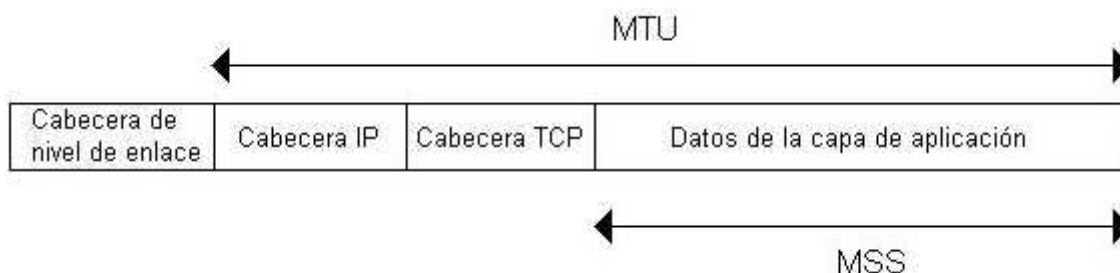 MTU
Cabecera de
nivel de enlace
Cabecera IP
Cabecera TCP
Datos de la capa de aplicación
MSS